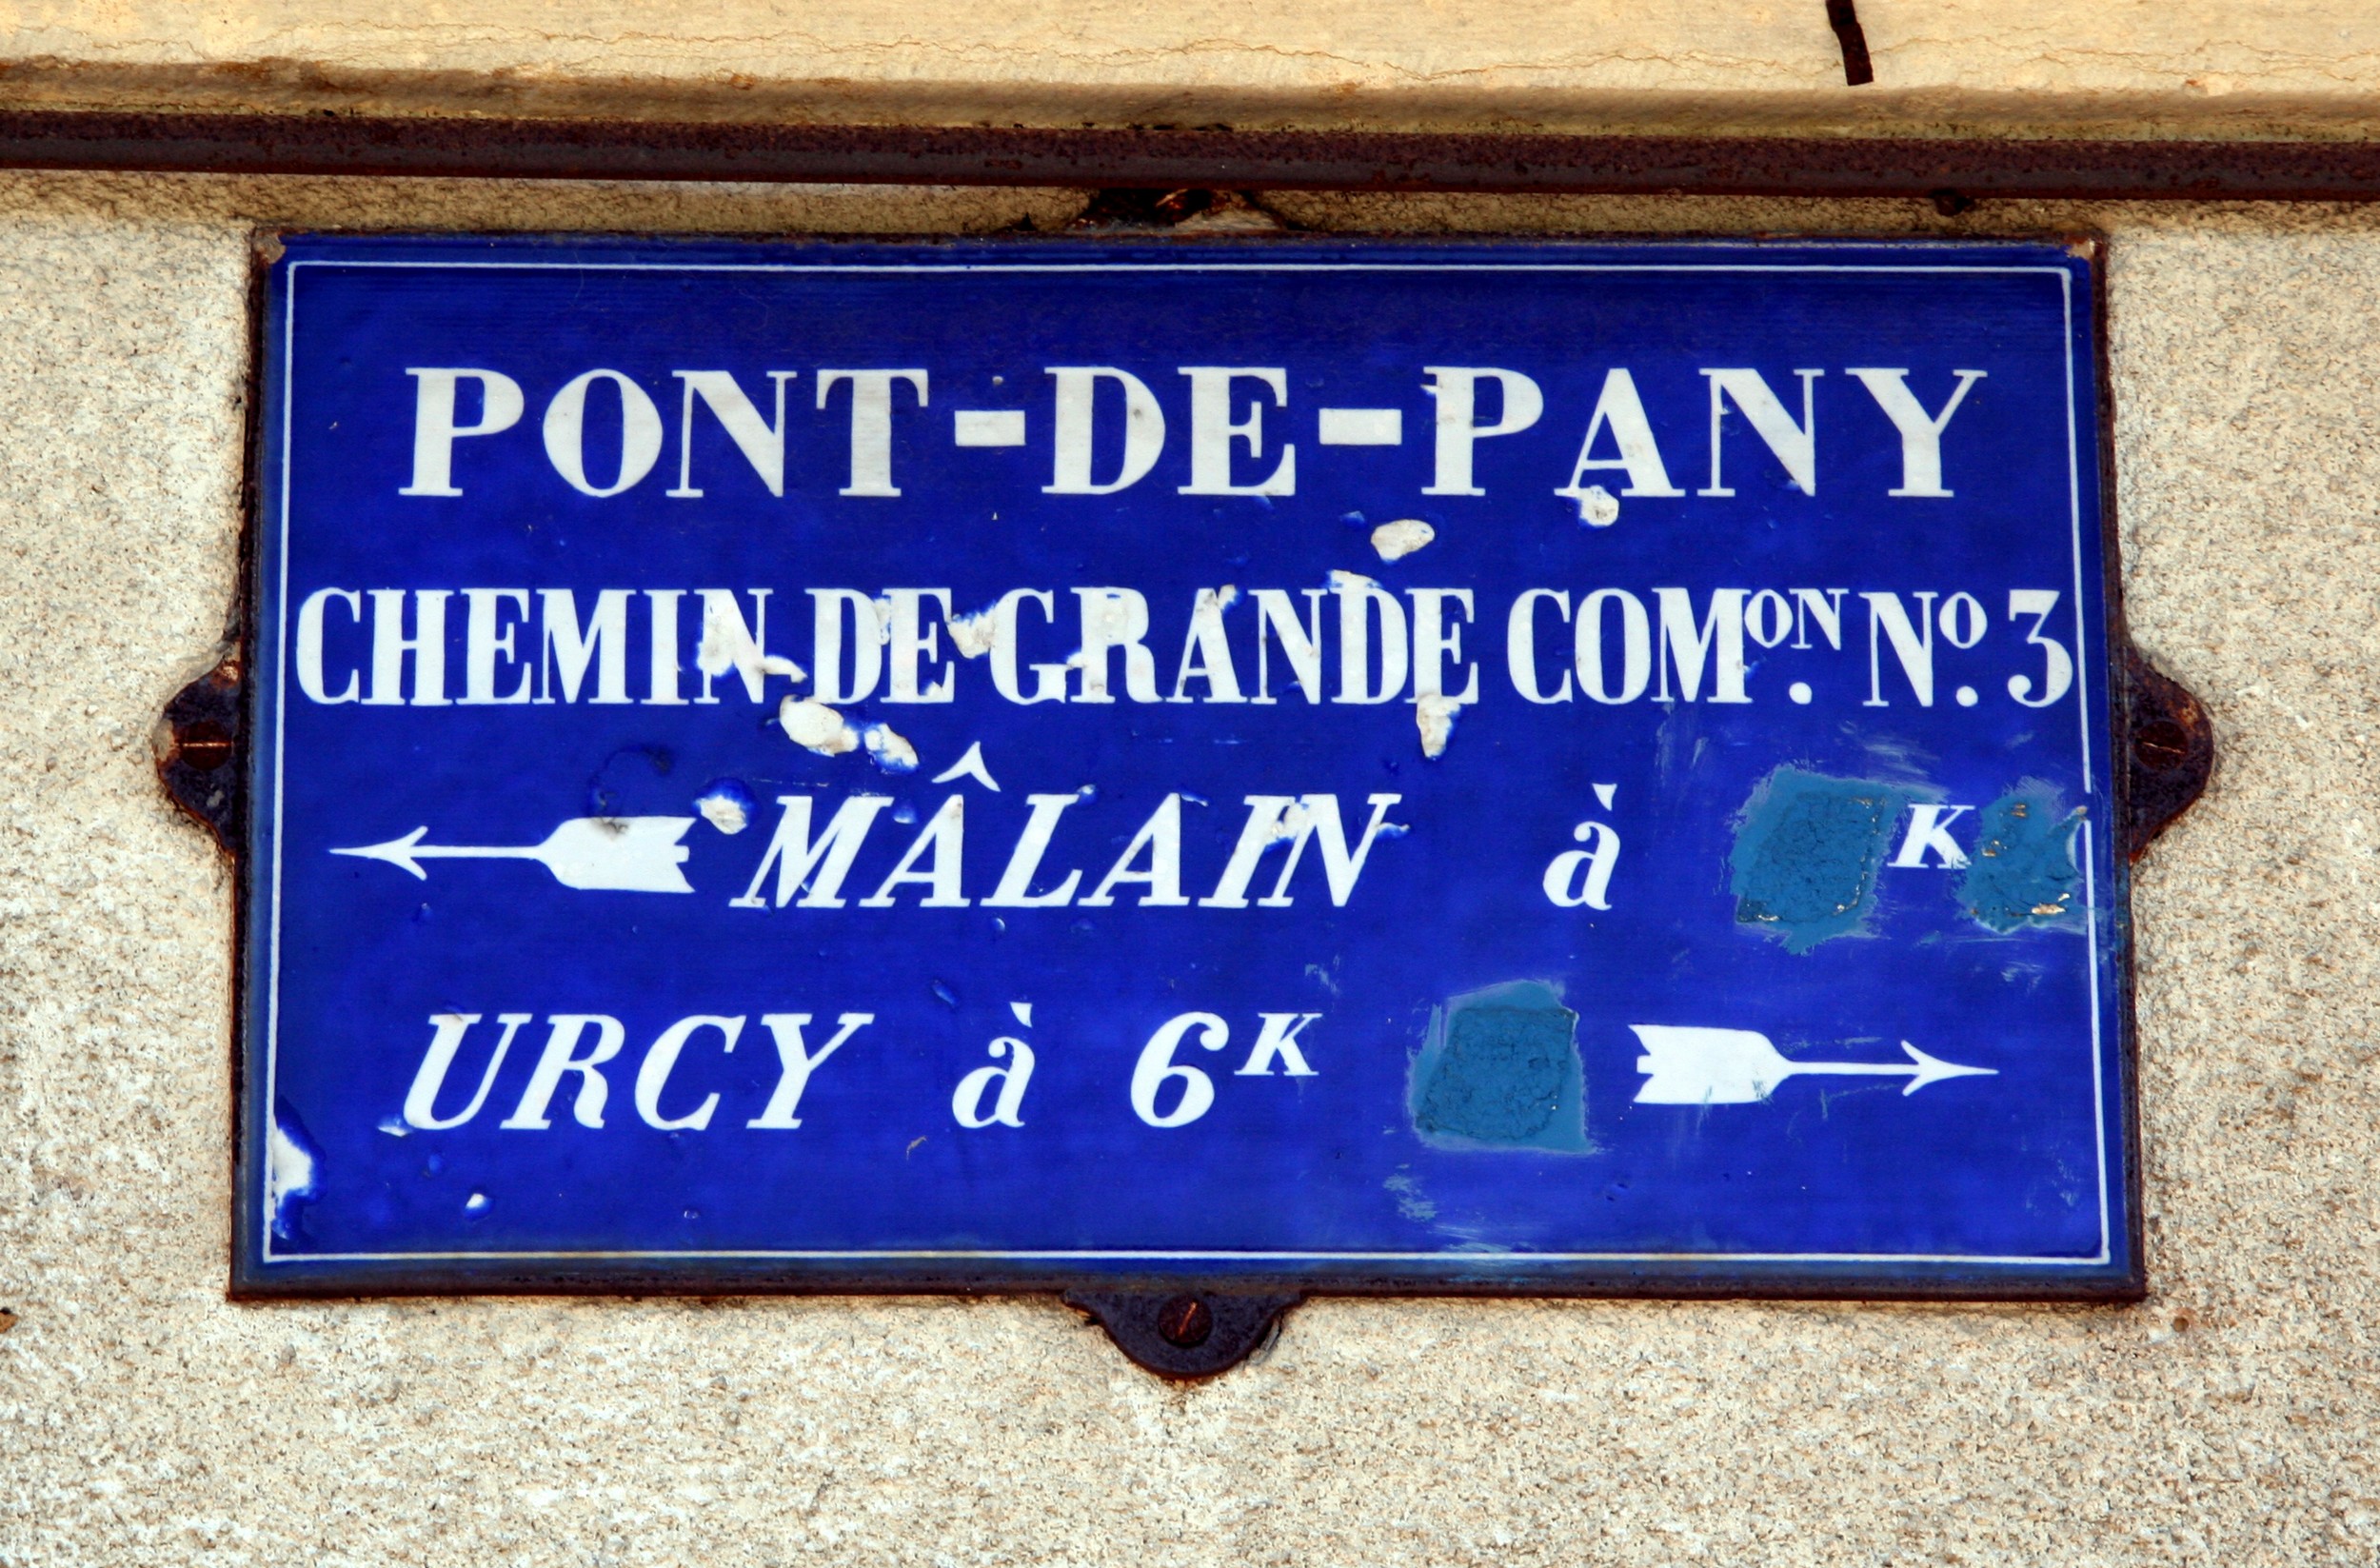 PONT-DE-PANY
CHEMIN DE GRANDE COMON. NO. 3
MÂLAIN à K
URCY à 6K